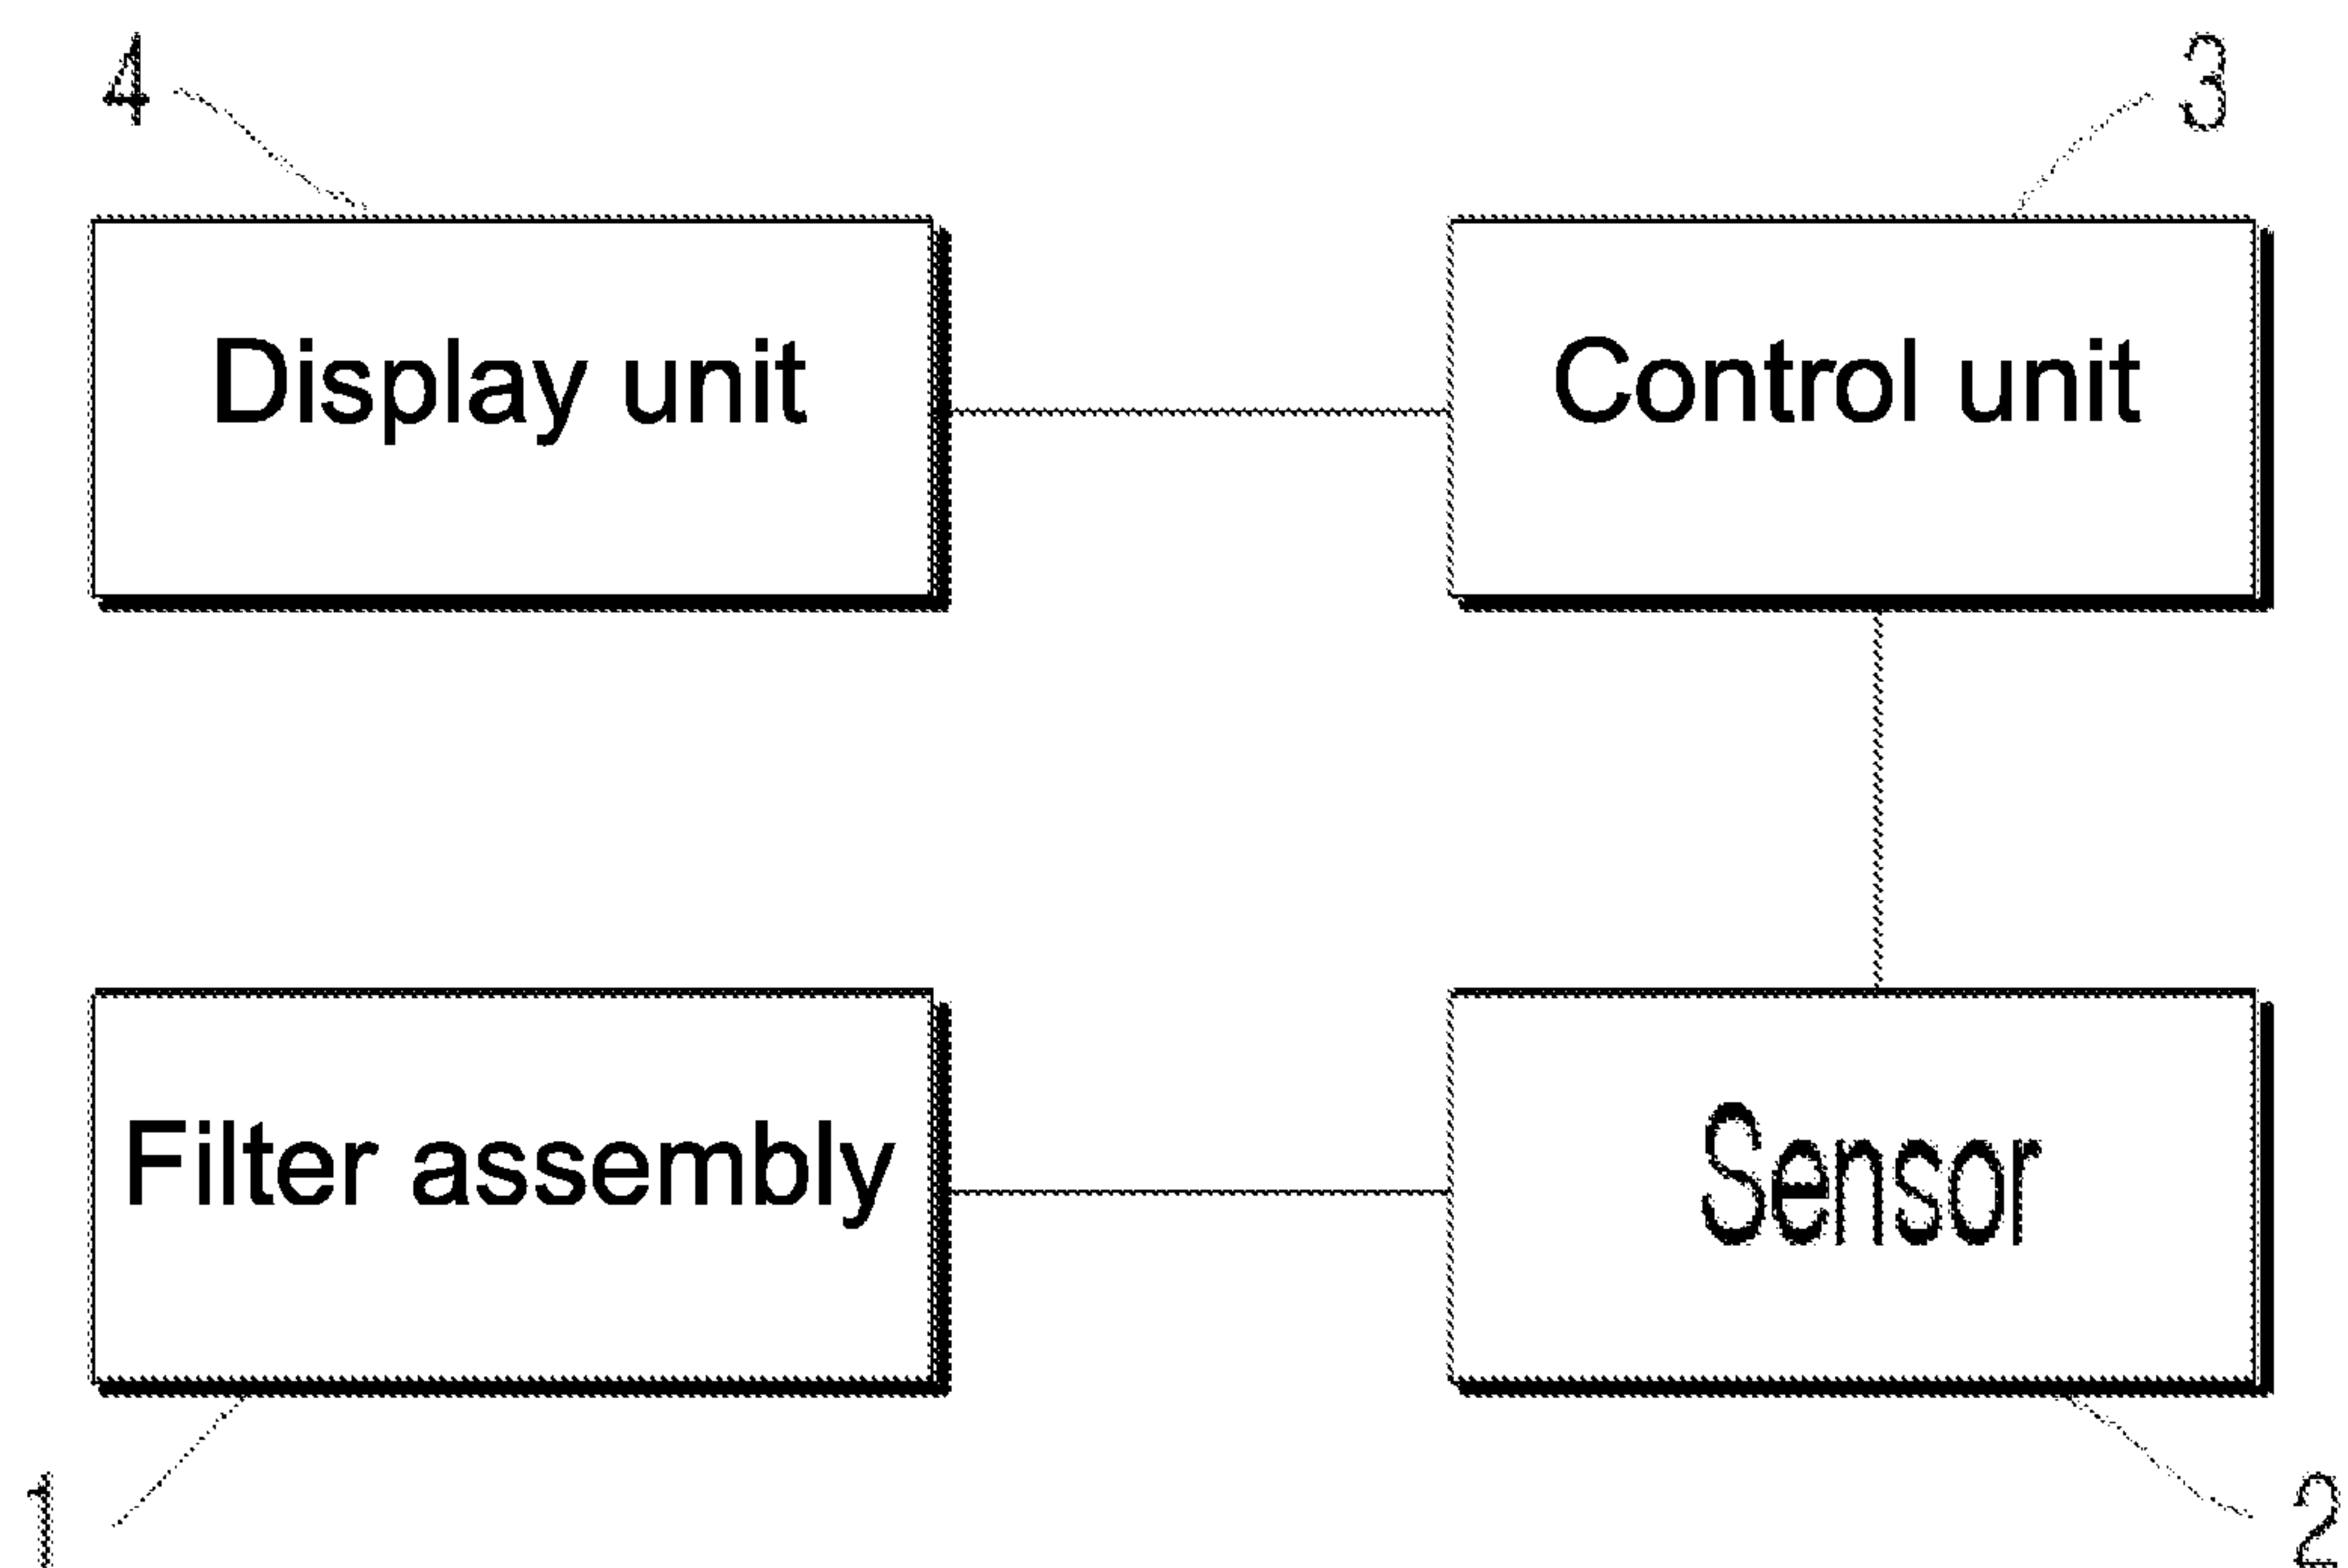 4
3
Display unit
Control unit
Filter assembly
Sensor
1
2